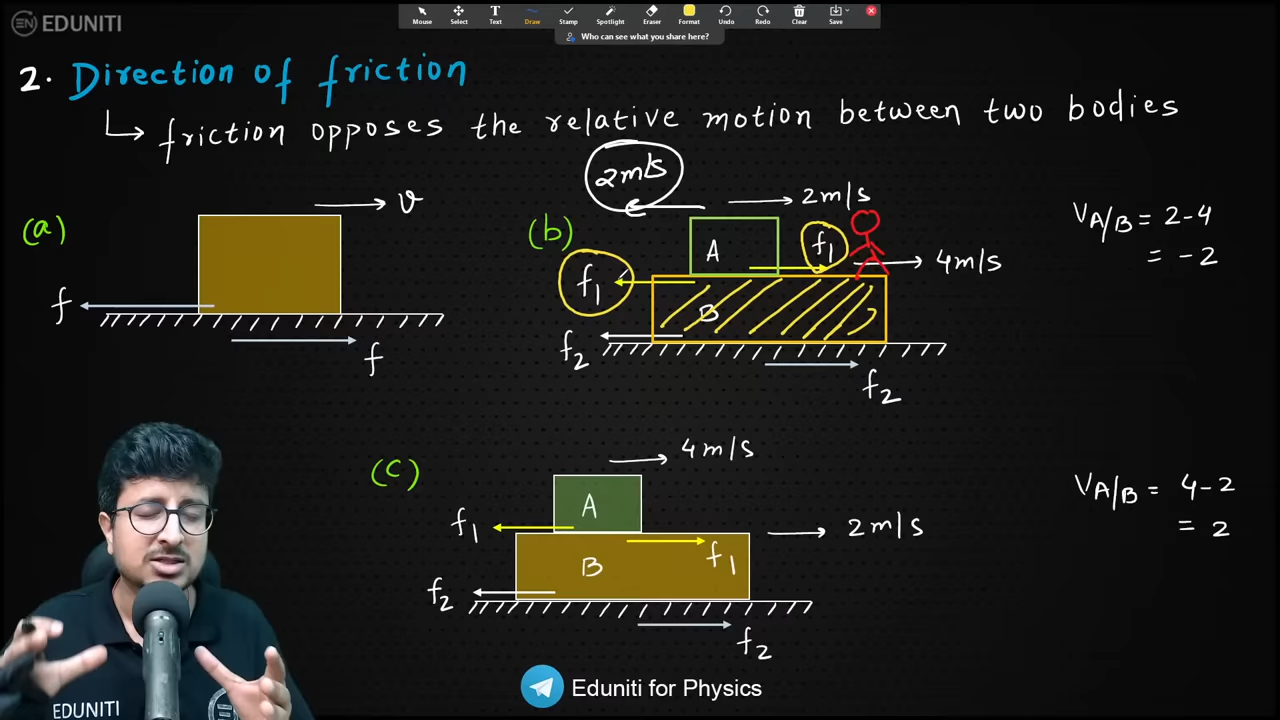 EN EDUNITI
Mouse Select Text Draw Stamp Spotlight Eraser Format Undo Redo Clear Save
Who can see what you share here?
2. Direction of friction
↳ friction opposes the relative motion between two bodies
(a)
v
f
f
(b)
2m/s
2m/s
A
f₁
4m/s
f₁
B
f₂
f₂
V A/B = 2-4
= -2
(c)
4m/s
A
f₁
2m/s
f₁
B
f₂
f₂
V A/B = 4-2
= 2
EDUNITI
Eduniti for Physics